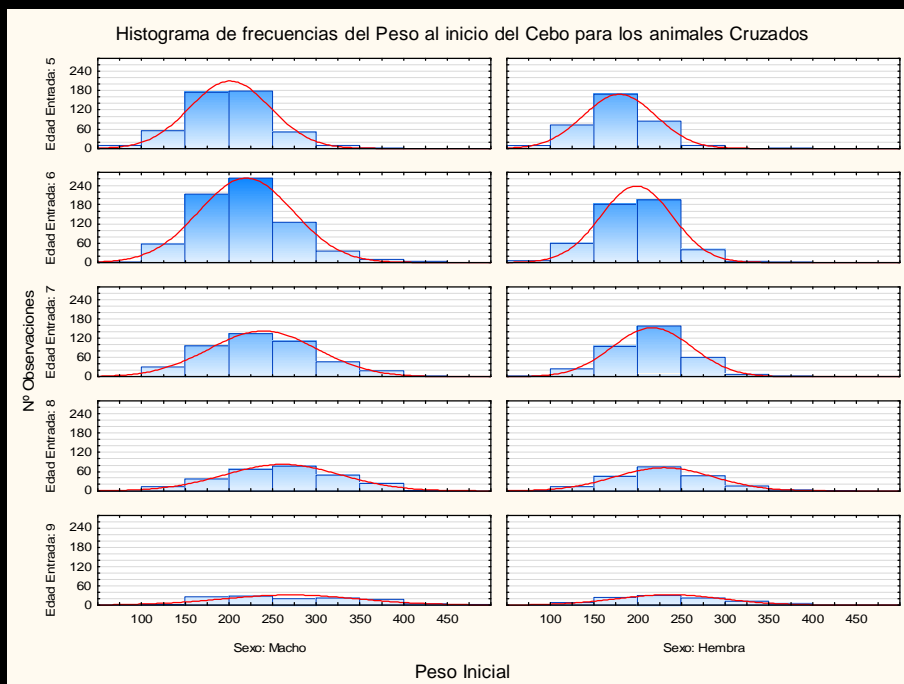 Histograma de frecuencias del Peso al inicio del Cebo para los animales Cruzados
Nº Observaciones
Edad Entrada: 5
240
180
120
60
0
Edad Entrada: 6
240
180
120
60
0
Edad Entrada: 7
240
180
120
60
0
Edad Entrada: 8
240
180
120
60
0
Edad Entrada: 9
240
180
120
60
0
100 150 200 250 300 350 400 450
100 150 200 250 300 350 400 450
Sexo: Macho
Sexo: Hembra
Peso Inicial